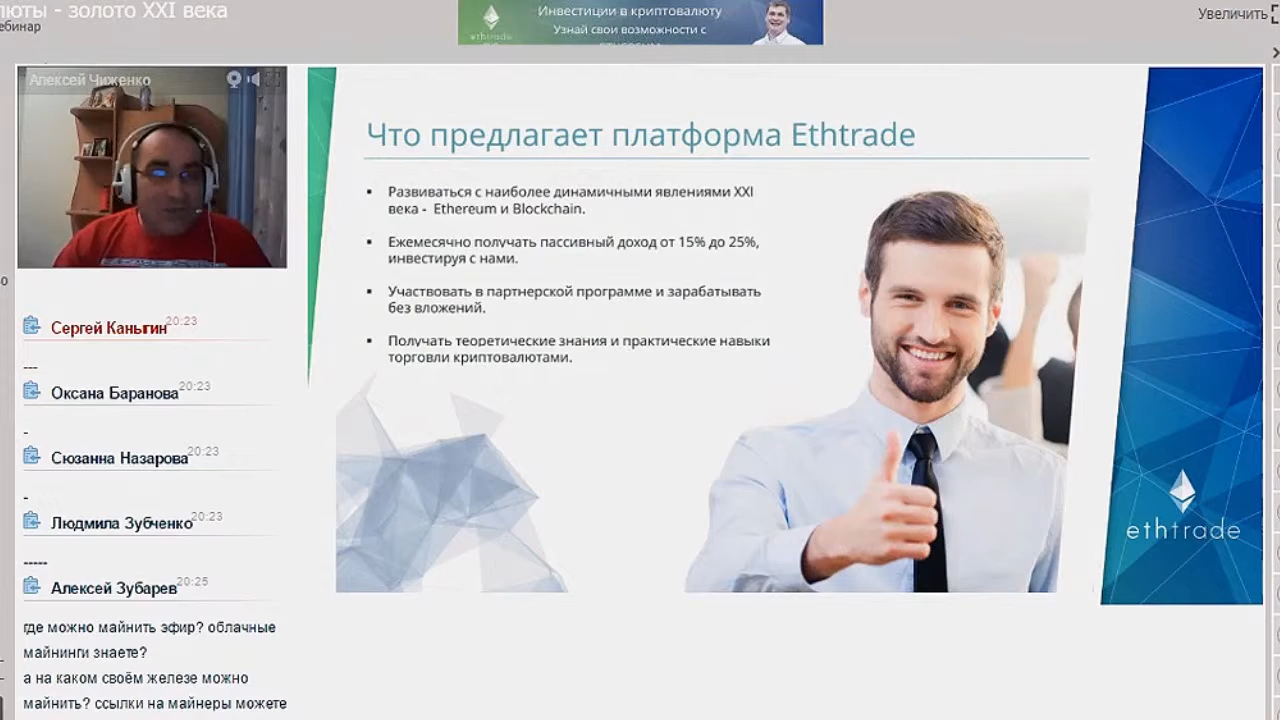 люты - золото XXI века
ебинар
Инвестиции в криптовалюту
Узнай свои возможности с
ethtrade
Увеличить
Алексей Чиженко
Что предлагает платформа Ethtrade
▪ Развиваться с наиболее динамичными явлениями XXI
века - Ethereum и Blockchain.
▪ Ежемесячно получать пассивный доход от 15% до 25%,
инвестируя с нами.
▪ Участвовать в партнерской программе и зарабатывать
без вложений.
▪ Получать теоретические знания и практические навыки
торговли криптовалютами.
ethtrade
Сергей Каныгин 20:23
---
Оксана Баранова 20:23
-
Сюзанна Назарова 20:23
-
Людмила Зубченко 20:23
-----
Алексей Зубарев 20:25
где можно майнить эфир? облачные
майнинги знаете?
а на каком своём железе можно
майнить? ссылки на майнеры можете